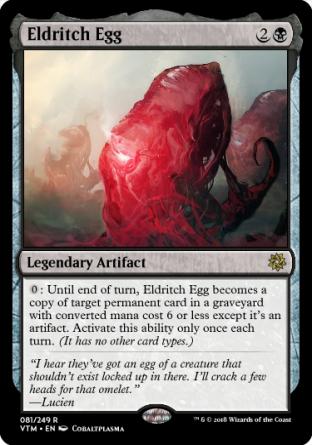 Eldritch Egg 2
Legendary Artifact
0: Until end of turn, Eldritch Egg becomes a
copy of target permanent card in a graveyard
with converted mana cost 6 or less except it's an
artifact. Activate this ability only once each
turn. (It has no other card types.)
"I hear they've got an egg of a creature that
shouldn't exist locked up in there. I'll crack a few
heads for that omelet."
—Lucien
081/249 R
VTM • EN COBALTPLASMA
™ & © 2018 Wizards of the Coast